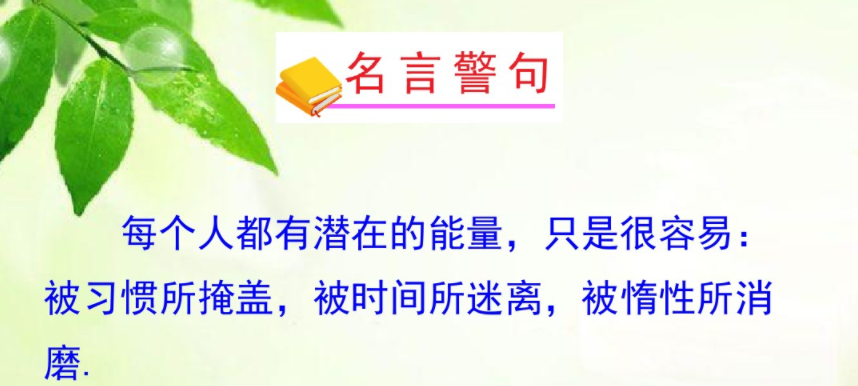 名言警句
每个人都有潜在的能量，只是很容易：
被习惯所掩盖，被时间所迷离，被惰性所消
磨.